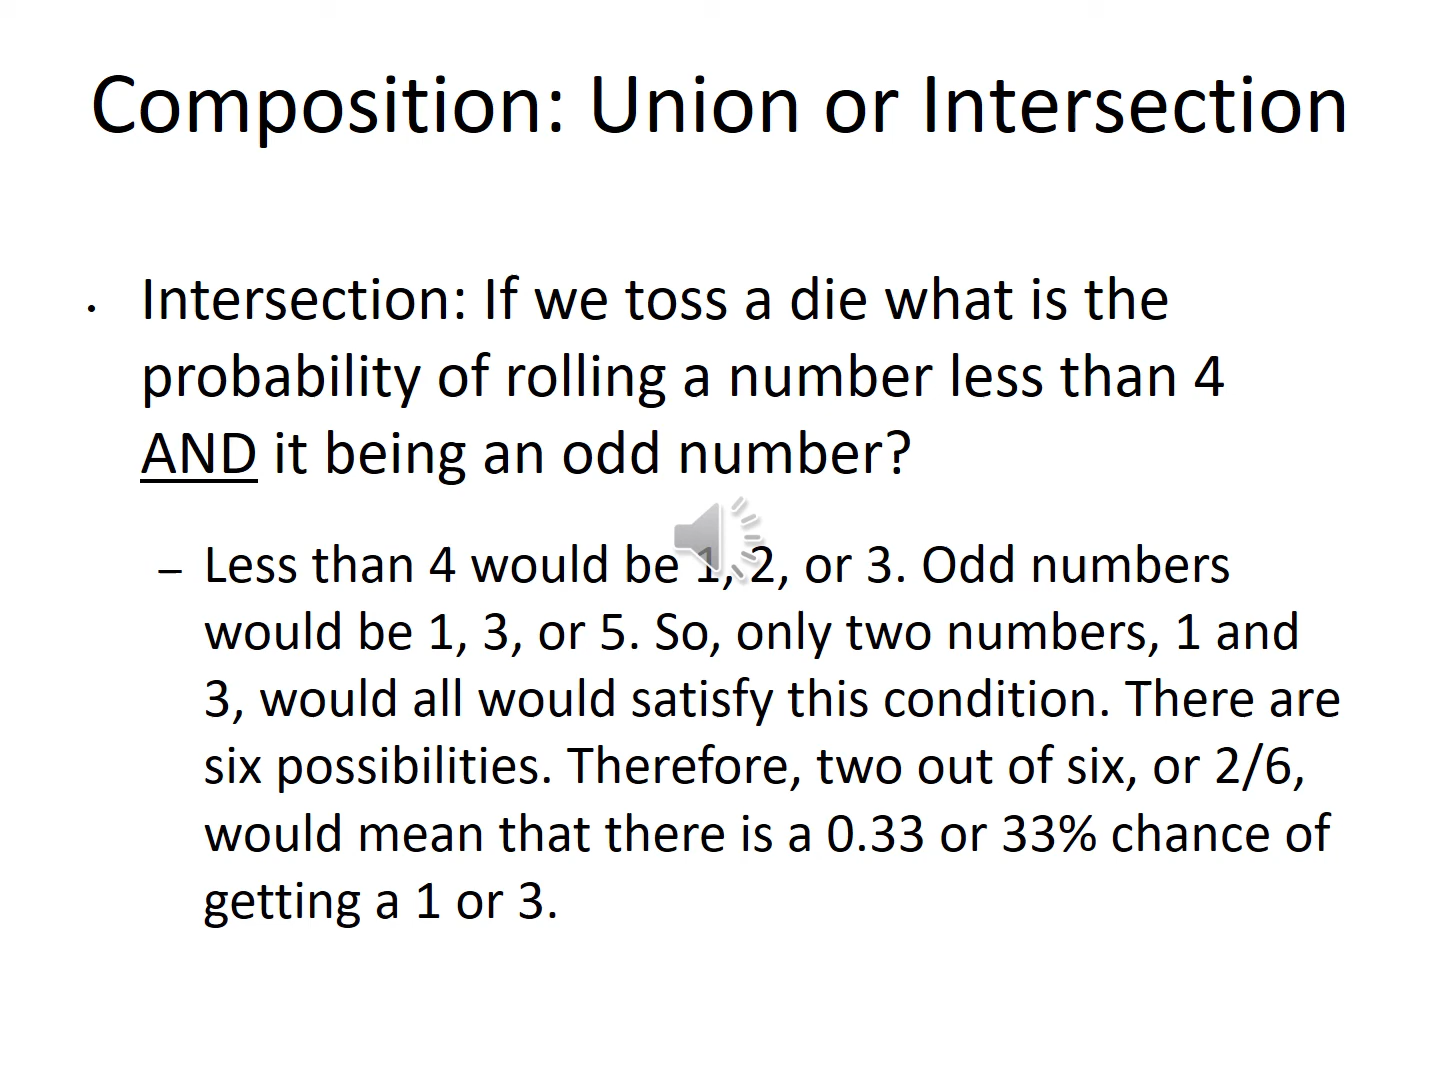 Composition: Union or Intersection
• Intersection: If we toss a die what is the
probability of rolling a number less than 4
AND it being an odd number?
– Less than 4 would be 1, 2, or 3. Odd numbers
would be 1, 3, or 5. So, only two numbers, 1 and
3, would all would satisfy this condition. There are
six possibilities. Therefore, two out of six, or 2/6,
would mean that there is a 0.33 or 33% chance of
getting a 1 or 3.